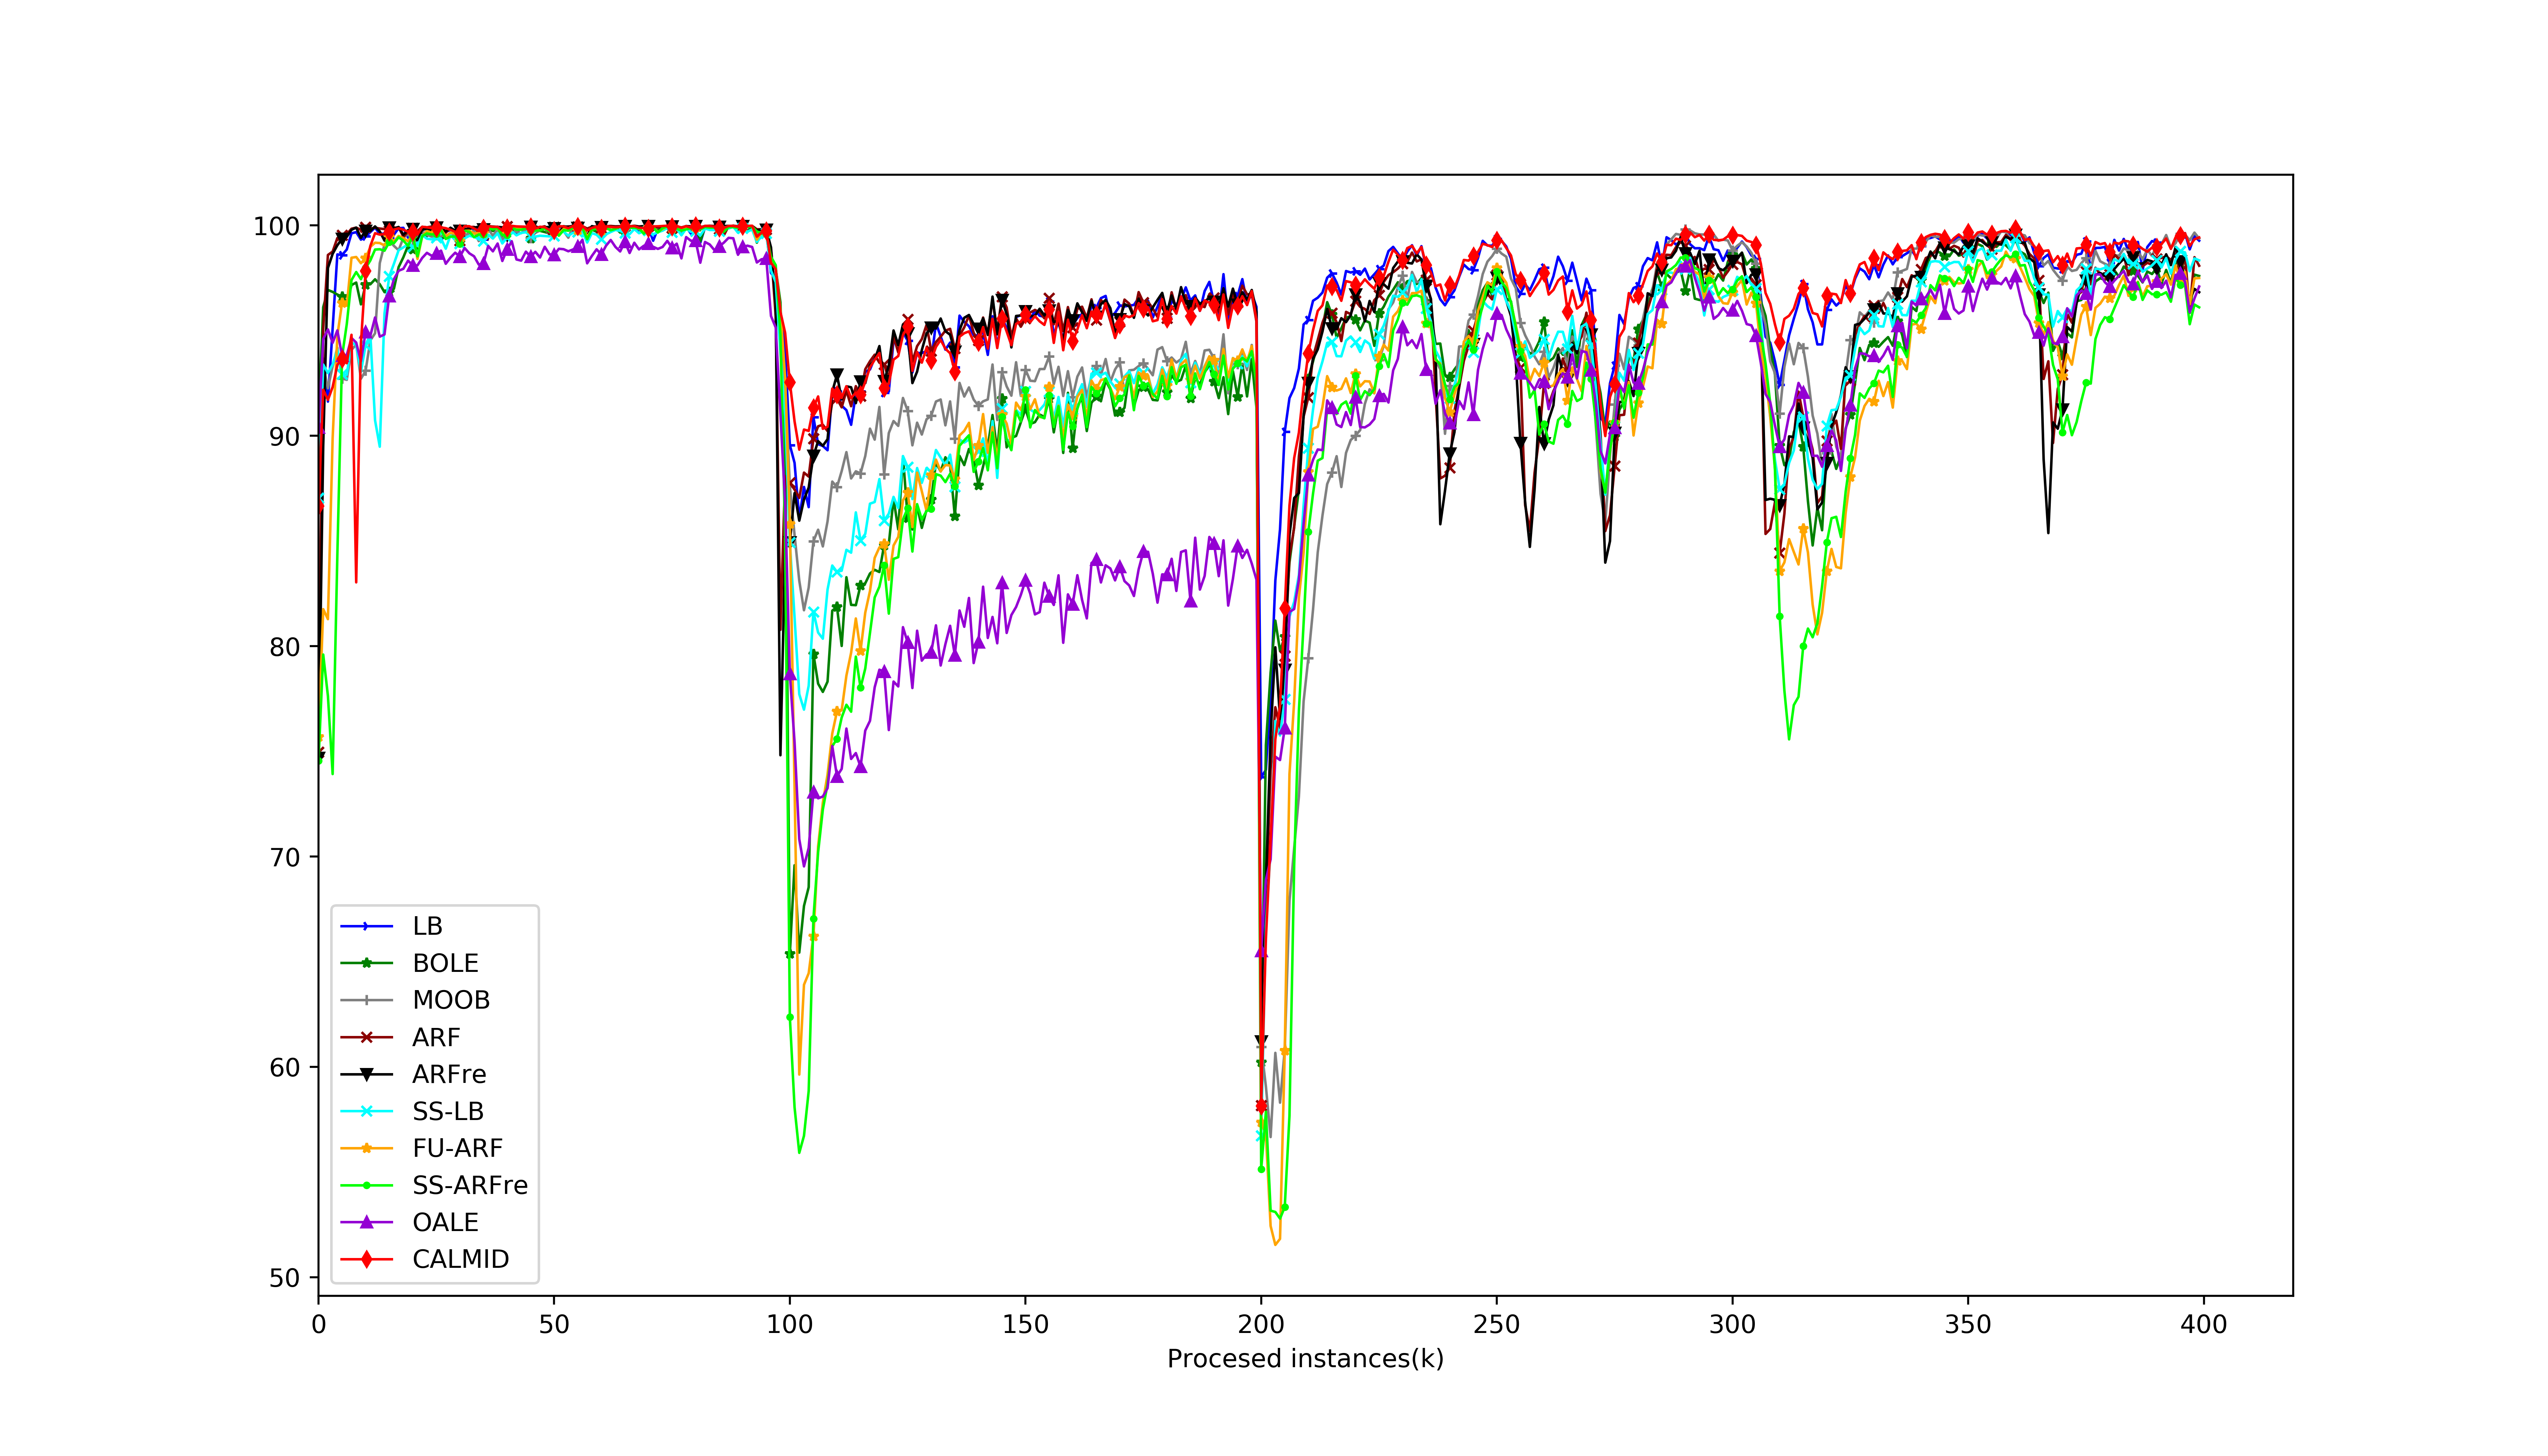 100
90
80
70
60
50
LB
BOLE
MOOB
ARF
ARFre
SS-LB
FU-ARF
SS-ARFre
OALE
CALMID
0 50 100 150 200 250 300 350 400
Procesed instances(k)